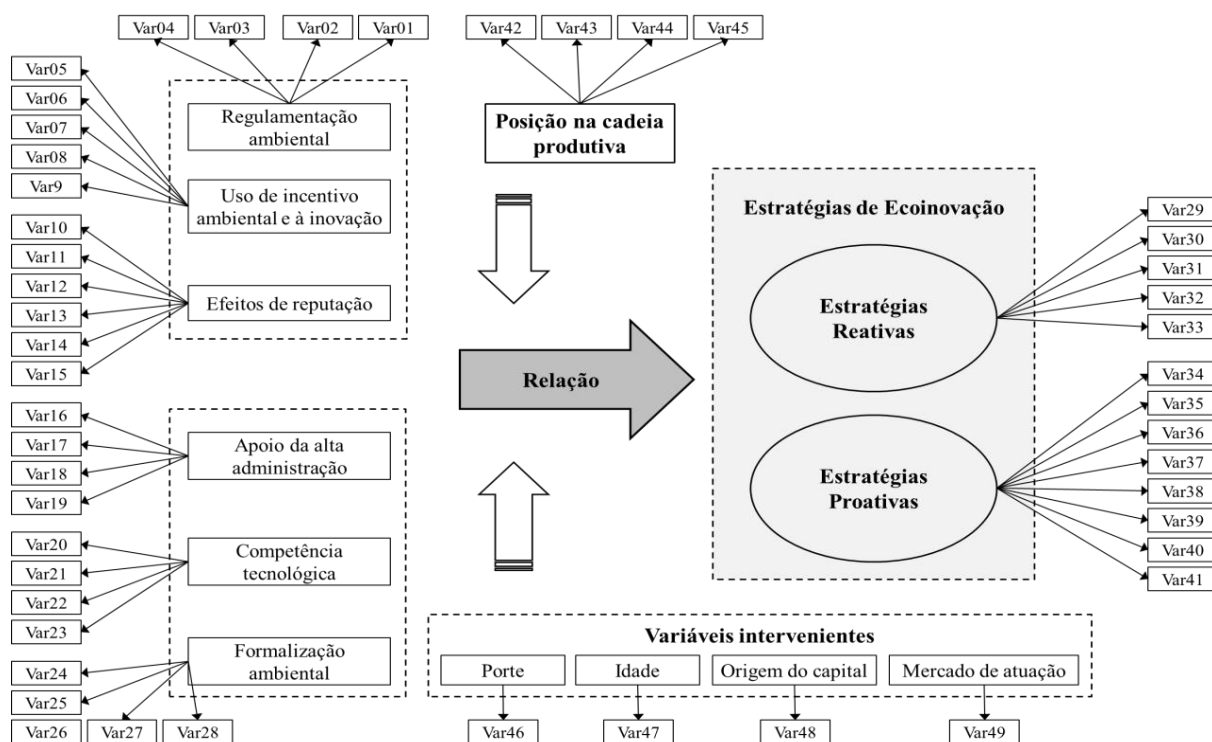 Var04
Var03
Var02
Var01
Var42
Var43
Var44
Var45
Var05
Var06
Var07
Var08
Var9
Var10
Var11
Var12
Var13
Var14
Var15
Regulamentação
ambiental
Uso de incentivo
ambiental e à inovação
Efeitos de reputação
Posição na cadeia
produtiva
Relação
Estratégias de Ecoinovação
Estratégias
Reativas
Estratégias
Proativas
Var29
Var30
Var31
Var32
Var33
Var34
Var35
Var36
Var37
Var38
Var39
Var40
Var41
Var16
Var17
Var18
Var19
Var20
Var21
Var22
Var23
Var24
Var25
Var26
Var27
Var28
Apoio da alta
administração
Competência
tecnológica
Formalização
ambiental
Variáveis intervenientes
Porte
Idade
Origem do capital
Mercado de atuação
Var46
Var47
Var48
Var49